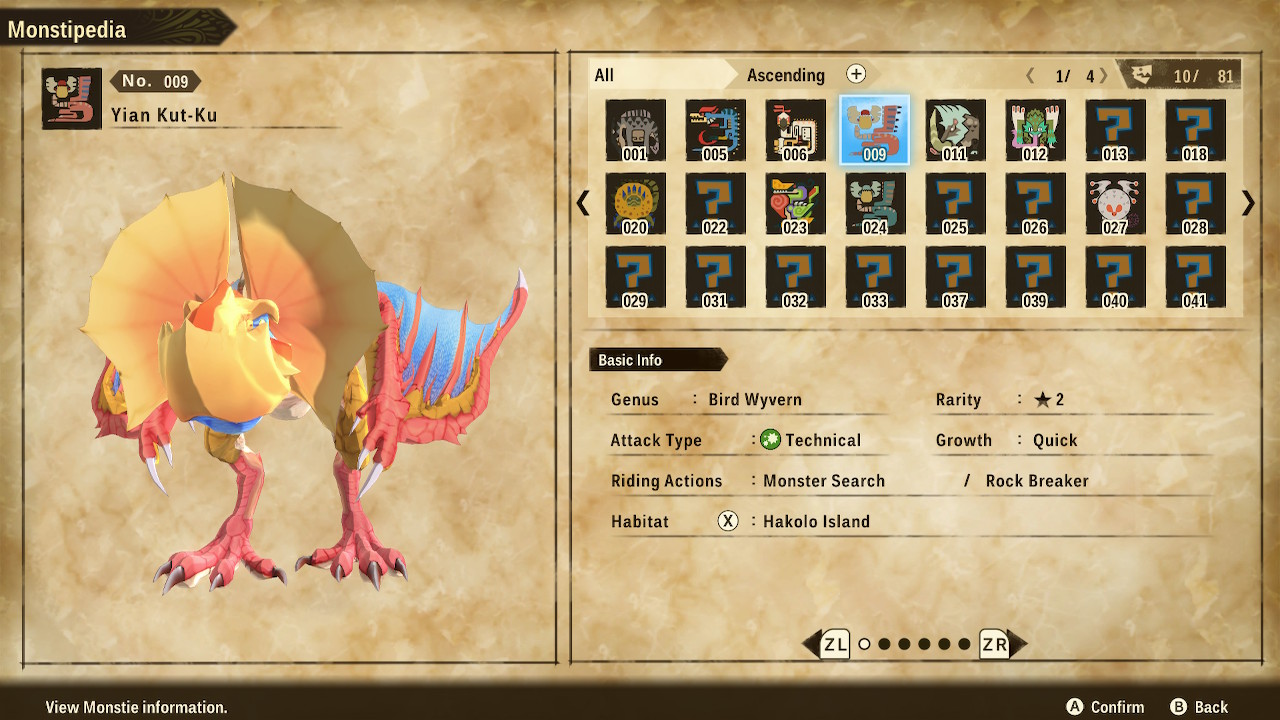 Monstipedia
No. 009
Yian Kut-Ku
All
Ascending +
1/ 4
10/ 81
001 005 006 009 011 012 013 018
020 022 023 024 025 026 027 028
029 031 032 033 037 039 040 041
Basic Info
Genus : Bird Wyvern
Rarity : ★ 2
Attack Type : Technical
Growth : Quick
Riding Actions : Monster Search / Rock Breaker
Habitat X : Hakolo Island
ZL ZR
View Monstie information.
A Confirm B Back